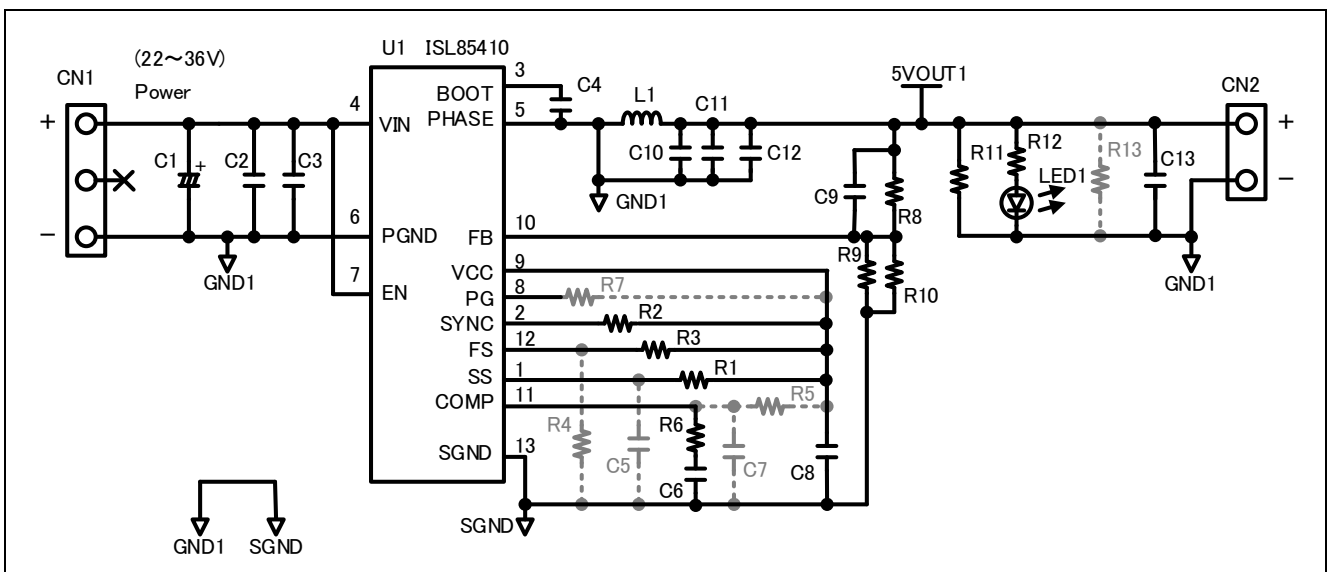 U1 ISL85410
(22～36V)
Power
CN1
+
−
C1
+
C2
C3
GND1
4
6
7
VIN
PGND
EN
BOOT
PHASE
FB
VCC
PG
SYNC
FS
SS
COMP
SGND
3
5
10
9
8
2
12
1
11
13
C4
L1
C11
C10
C12
GND1
5VOUT1
C9
R8
R9
R10
R11
R12
LED1
R13
C13
CN2
+
−
GND1
R7
R2
R3
R1
R5
R4
C5
R6
C6
C7
C8
SGND
GND1
SGND